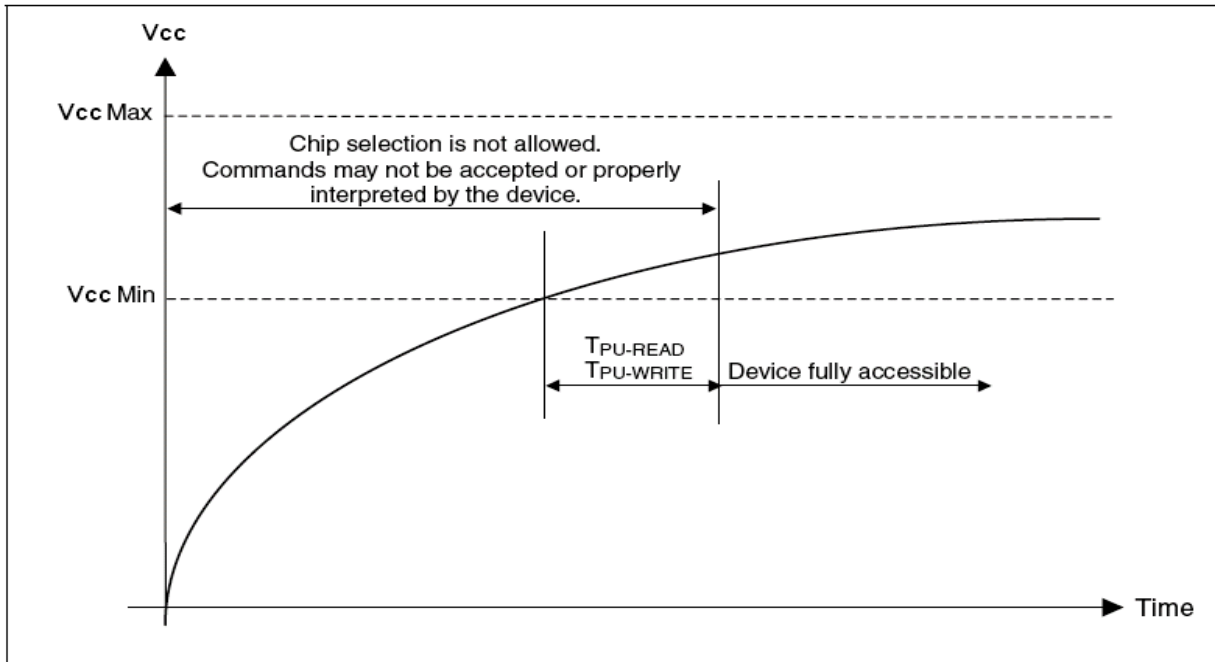 Vcc
Vcc Max
Chip selection is not allowed.
Commands may not be accepted or properly
interpreted by the device.
Vcc Min
TPU-READ
TPU-WRITE
Device fully accessible
Time